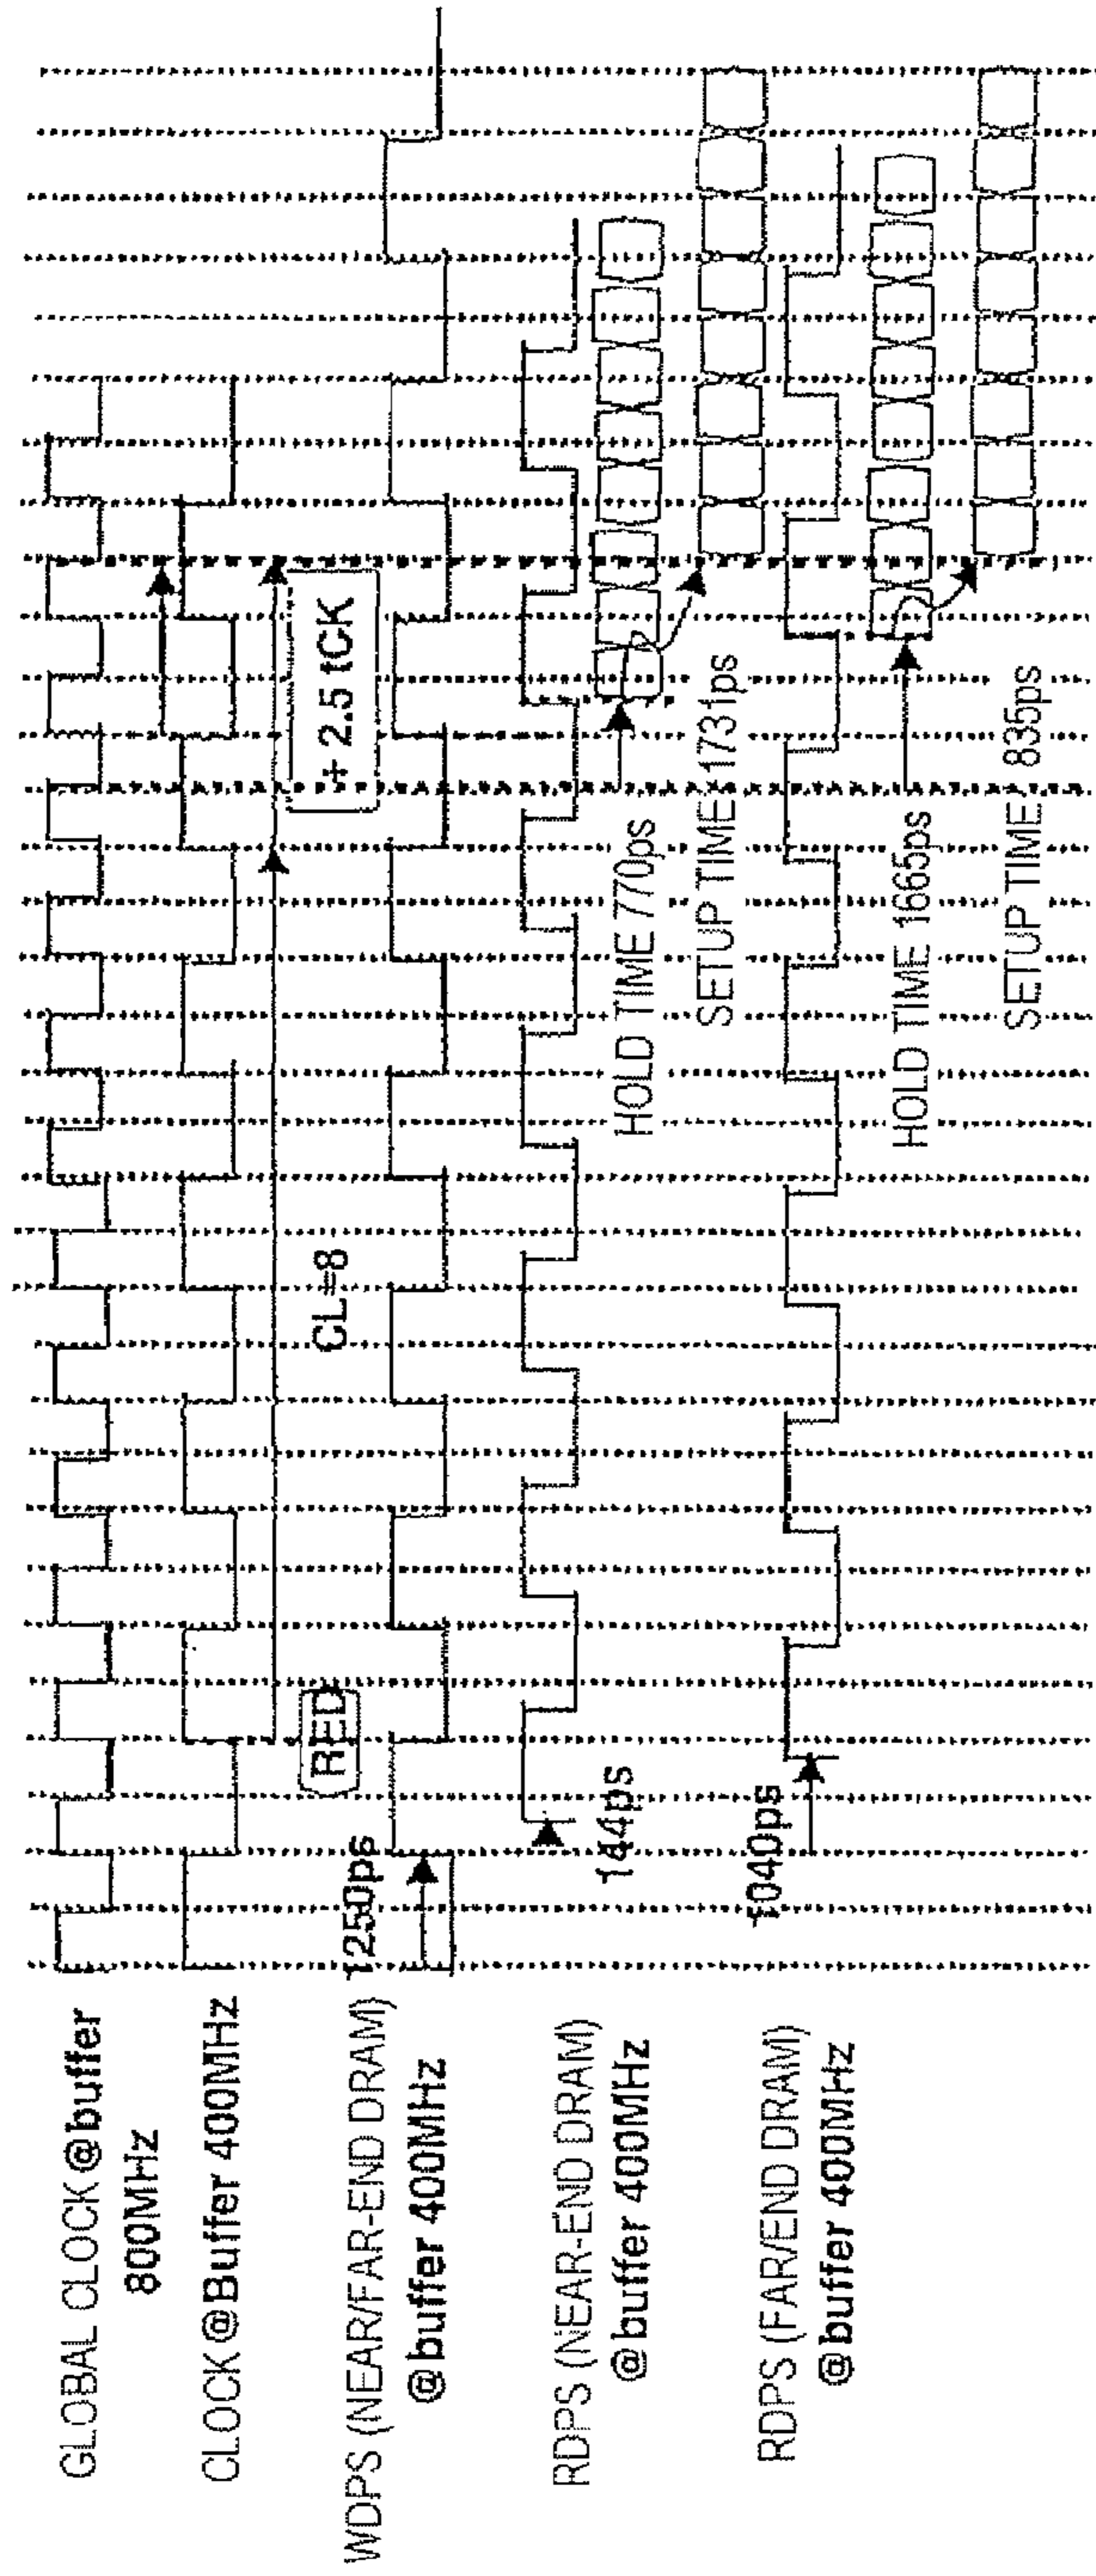 GLOBAL CLOCK @buffer
800MHz
CLOCK @Buffer 400MHz
+ 2.5 tCK
CL=8
RED
1250ps
WDPS (NEAR/FAR-END DRAM)
@buffer 400MHz
144ps
RDPS (NEAR-END DRAM)
@buffer 400MHz
HOLD TIME 770ps
SETUP TIME 1731ps
1040ps
RDPS (FAR/END DRAM)
@buffer 400MHz
HOLD TIME 1665ps
SETUP TIME 835ps